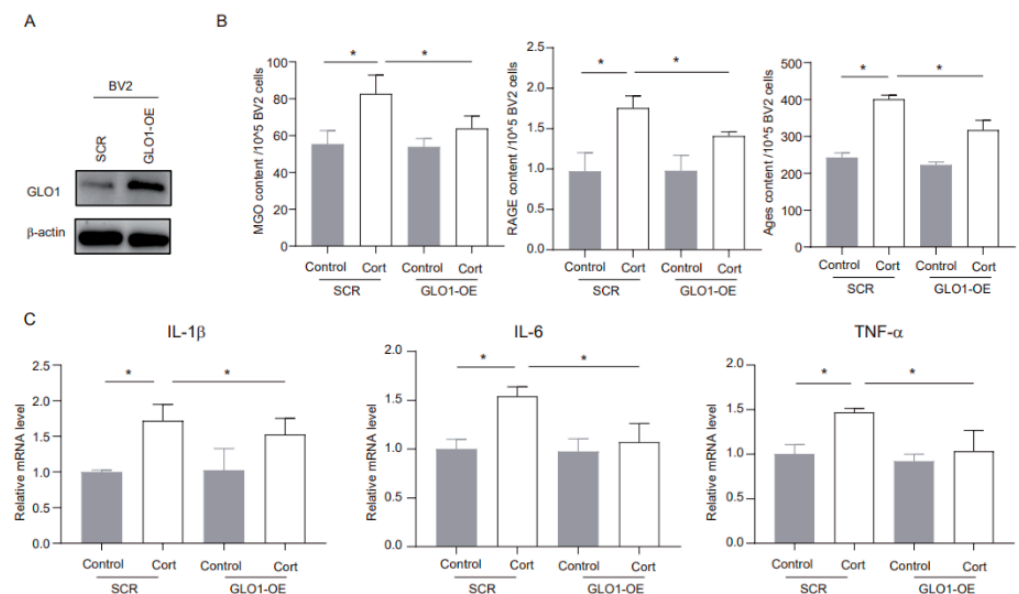 A
BV2
SCR
GLO1-OE
GLO1
β-actin
B
MGO content /10^5 BV2 cells
100
80
60
40
20
0
*
*
Control
Cort
Control
Cort
SCR
GLO1-OE
RAGE content /10^5 BV2 cells
2.5
2.0
1.5
1.0
0.5
0.0
*
*
Control
Cort
Control
Cort
SCR
GLO1-OE
Ages content /10^5 BV2 cells
500
400
300
200
100
0
*
*
Control
Cort
Control
Cort
SCR
GLO1-OE
C
IL-1β
Relative mRNA level
2.5
2.0
1.5
1.0
0.5
0.0
*
*
Control
Cort
Control
Cort
SCR
GLO1-OE
IL-6
Relative mRNA level
2.0
1.5
1.0
0.5
0.0
*
*
Control
Cort
Control
Cort
SCR
GLO1-OE
TNF-α
Relative mRNA level
2.0
1.5
1.0
0.5
0.0
*
*
Control
Cort
Control
Cort
SCR
GLO1-OE